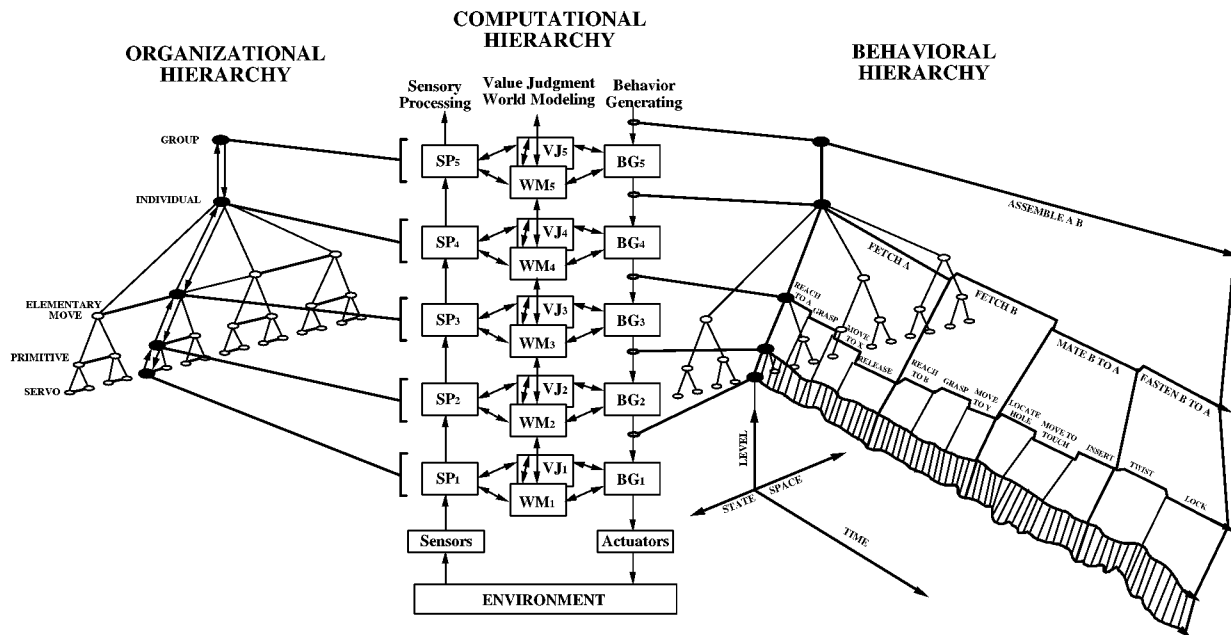 COMPUTATIONAL
HIERARCHY
ORGANIZATIONAL
HIERARCHY
BEHAVIORAL
HIERARCHY
Sensory
Processing
Value Judgment
World Modeling
Behavior
Generating
GROUP
INDIVIDUAL
ELEMENTARY
MOVE
PRIMITIVE
SERVO
SP5
VJ5
WM5
BG5
SP4
VJ4
WM4
BG4
SP3
VJ3
WM3
BG3
SP2
VJ2
WM2
BG2
SP1
VJ1
WM1
BG1
Sensors
Actuators
ENVIRONMENT
ASSEMBLE A B
FETCH A
FETCH B
MATE B TO A
FASTEN B TO A
REACH
TO A
GRASP
MOVE
TO X
RELEASE
REACH
TO B
GRASP
MOVE
TO Y
LOCATE
HOLE
MOVE TO
TOUCH
INSERT
TWIST
LOCK
LEVEL
STATE SPACE
TIME